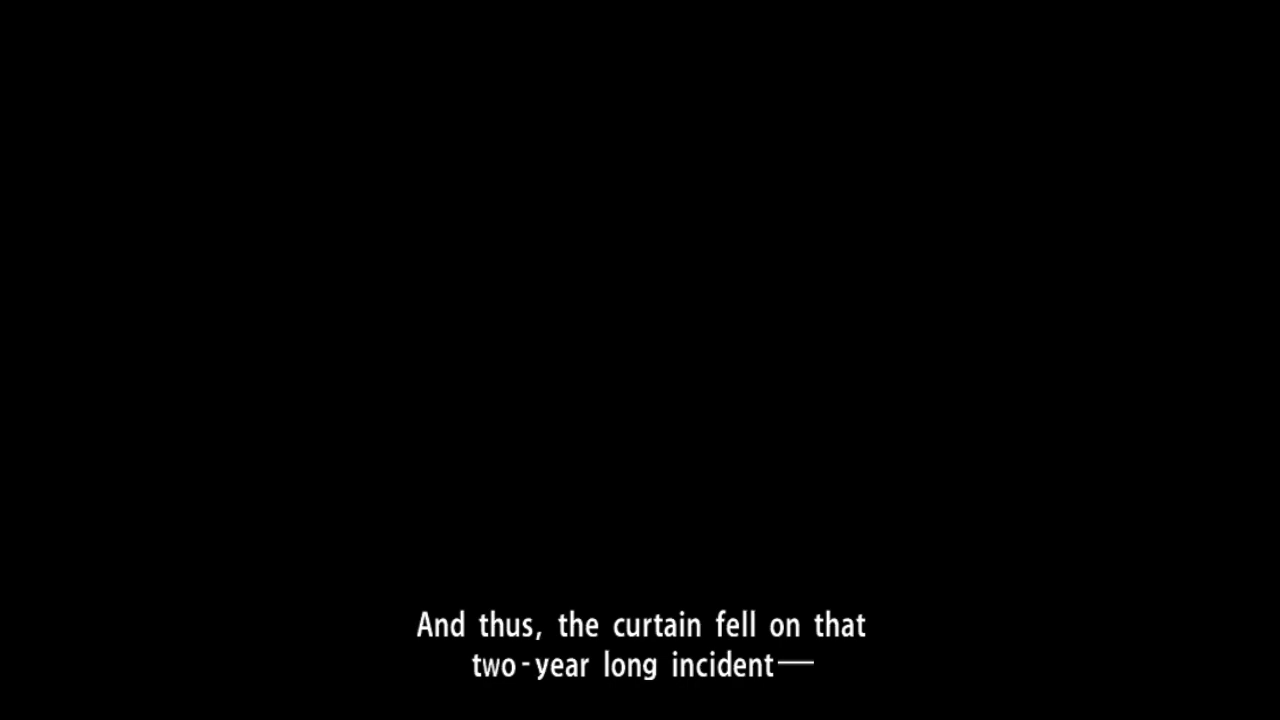 And thus, the curtain fell on that
two-year long incident──